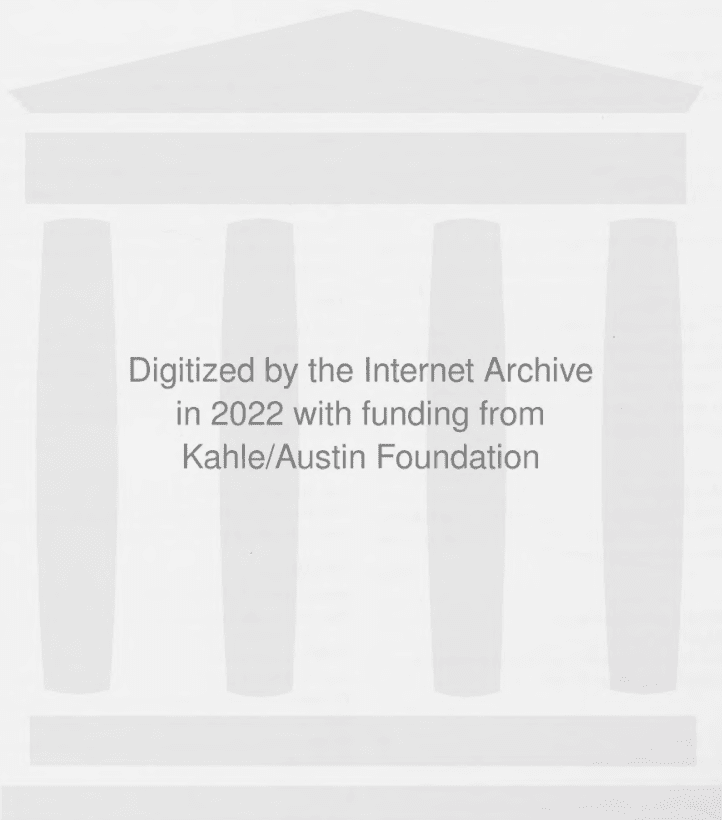 Digitized by the Internet Archive
in 2022 with funding from
Kahle/Austin Foundation